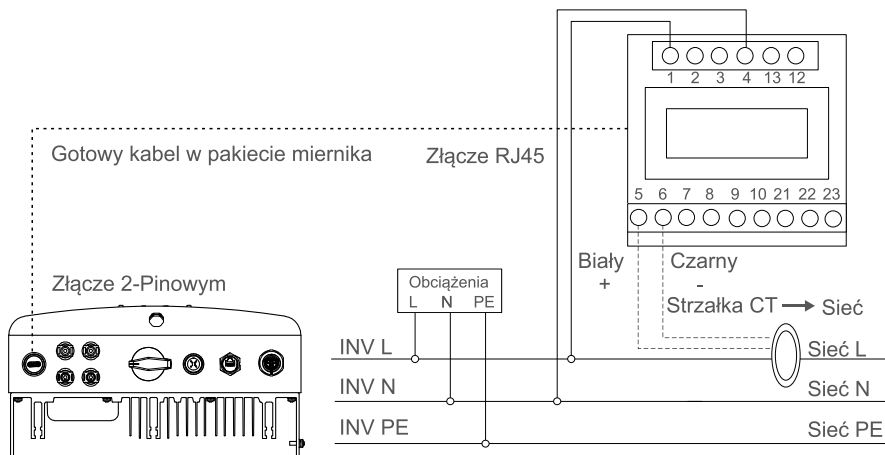 1 2 3 4 13 12
Gotowy kabel w pakiecie miernika
Złącze RJ45
5 6 7 8 9 10 21 22 23
Biały
+
Czarny
-
Złącze 2-Pinowym
Obciążenia
L N PE
Strzałka CT → Sieć
INV L
Sieć L
INV N
Sieć N
INV PE
Sieć PE